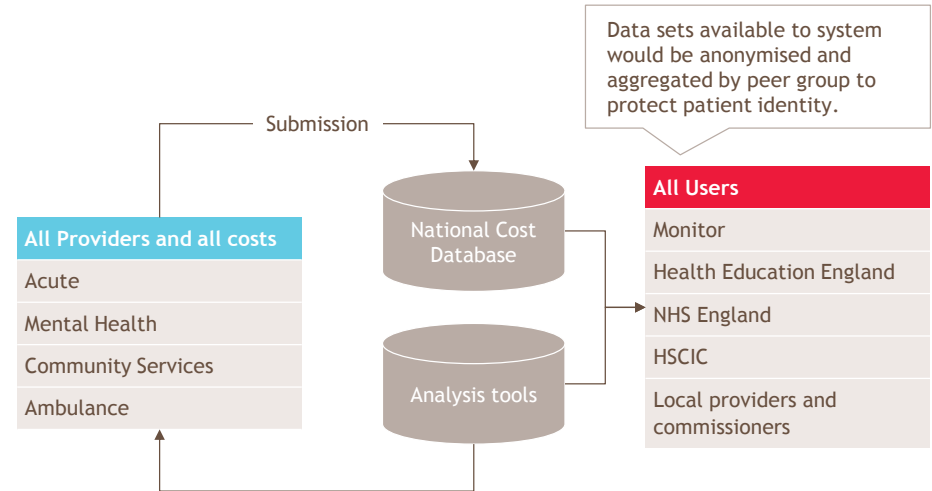 Data sets available to system
would be anonymised and
aggregated by peer group to
protect patient identity.
Submission
All Providers and all costs
Acute
Mental Health
Community Services
Ambulance
National Cost
Database
Analysis tools
All Users
Monitor
Health Education England
NHS England
HSCIC
Local providers and
commissioners